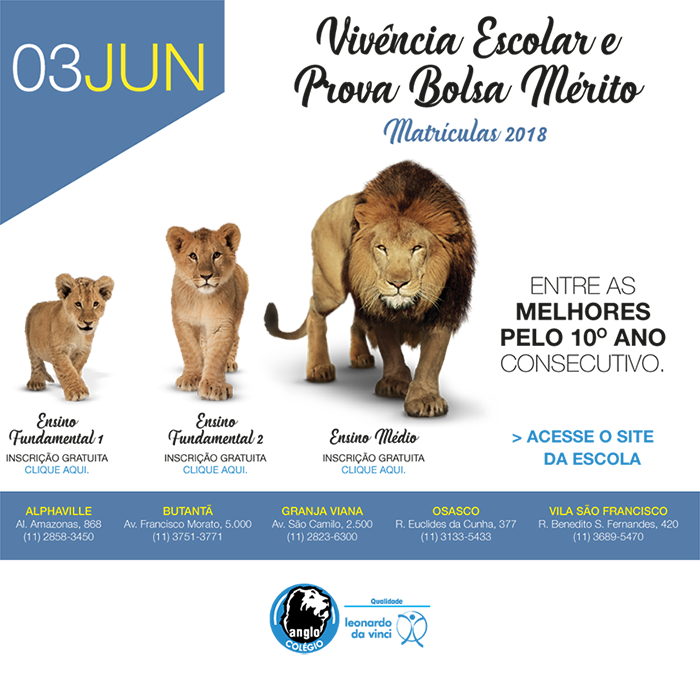 03JUN
Vivência Escolar e
Prova Bolsa Mérito
Matrículas 2018
ENTRE AS
MELHORES
PELO 10º ANO
CONSECUTIVO.
Ensino
Fundamental 1
INSCRIÇÃO GRATUITA
CLIQUE AQUI.
Ensino
Fundamental 2
INSCRIÇÃO GRATUITA
CLIQUE AQUI.
Ensino Médio
INSCRIÇÃO GRATUITA
CLIQUE AQUI.
> ACESSE O SITE
DA ESCOLA
ALPHAVILLE
Al. Amazonas, 868
(11) 2858-3450
BUTANTÃ
Av. Francisco Morato, 5.000
(11) 3751-3771
GRANJA VIANA
Av. São Camilo, 2.500
(11) 2823-6300
OSASCO
R. Euclides da Cunha, 377
(11) 3133-5433
VILA SÃO FRANCISCO
R. Benedito S. Fernandes, 420
(11) 3689-5470
anglo
COLÉGIO
Qualidade
leonardo
da vinci